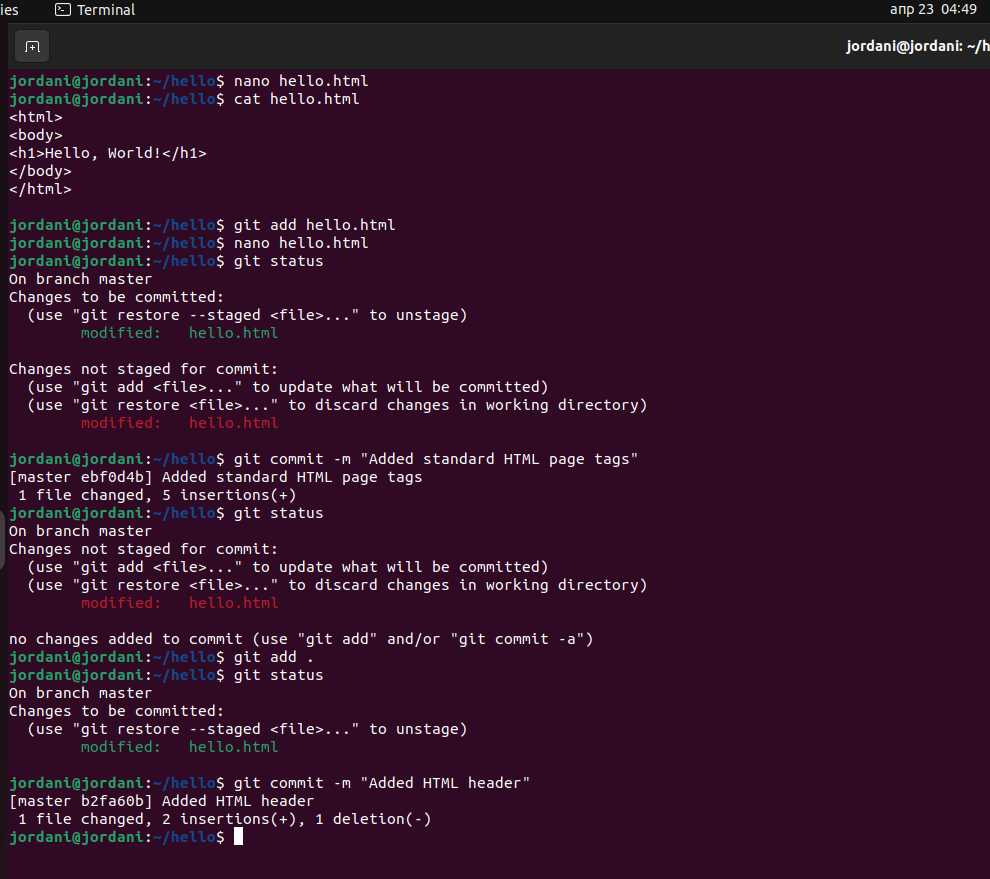 ies Terminal апр 23 04:49
jordani@jordani: ~/h
jordani@jordani:~/hello$ nano hello.html
jordani@jordani:~/hello$ cat hello.html
<html>
<body>
<h1>Hello, World!</h1>
</body>
</html>
jordani@jordani:~/hello$ git add hello.html
jordani@jordani:~/hello$ nano hello.html
jordani@jordani:~/hello$ git status
On branch master
Changes to be committed:
  (use "git restore --staged <file>..." to unstage)
        modified:   hello.html
Changes not staged for commit:
  (use "git add <file>..." to update what will be committed)
  (use "git restore <file>..." to discard changes in working directory)
        modified:   hello.html
jordani@jordani:~/hello$ git commit -m "Added standard HTML page tags"
[master ebf0d4b] Added standard HTML page tags
 1 file changed, 5 insertions(+)
jordani@jordani:~/hello$ git status
On branch master
Changes not staged for commit:
  (use "git add <file>..." to update what will be committed)
  (use "git restore <file>..." to discard changes in working directory)
        modified:   hello.html
no changes added to commit (use "git add" and/or "git commit -a")
jordani@jordani:~/hello$ git add .
jordani@jordani:~/hello$ git status
On branch master
Changes to be committed:
  (use "git restore --staged <file>..." to unstage)
        modified:   hello.html
jordani@jordani:~/hello$ git commit -m "Added HTML header"
[master b2fa60b] Added HTML header
 1 file changed, 2 insertions(+), 1 deletion(-)
jordani@jordani:~/hello$